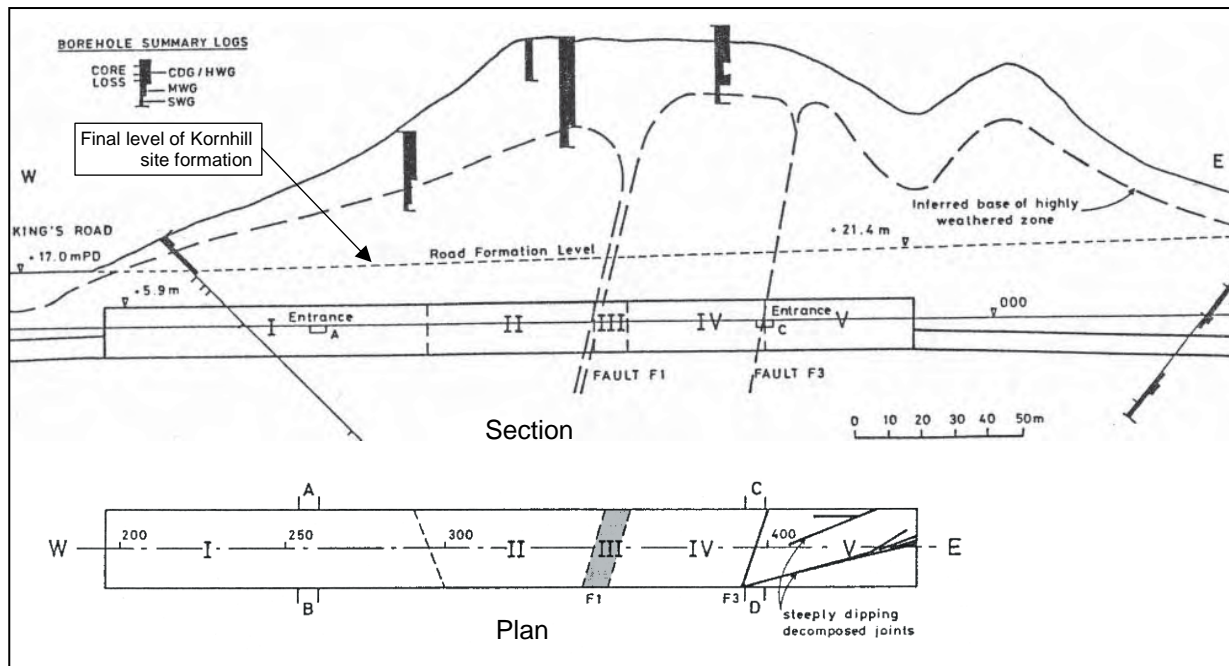 BOREHOLE SUMMARY LOGS
CORE
LOSS
CDG/HWG
MWG
SWG
Final level of Kornhill
site formation
W
E
KING'S ROAD
+17.0mPD
Inferred base of highly
weathered zone
+ 21.4 m
Road Formation Level
+5.9m
000
I
Entrance
A
II
III
IV
Entrance
C
V
FAULT F1
FAULT F3
Section
0 10 20 30 40 50m
A
C
W
200
I
250
300
II
III
IV
400
V
E
B
F1
F3
D
steeply dipping
decomposed joints
Plan